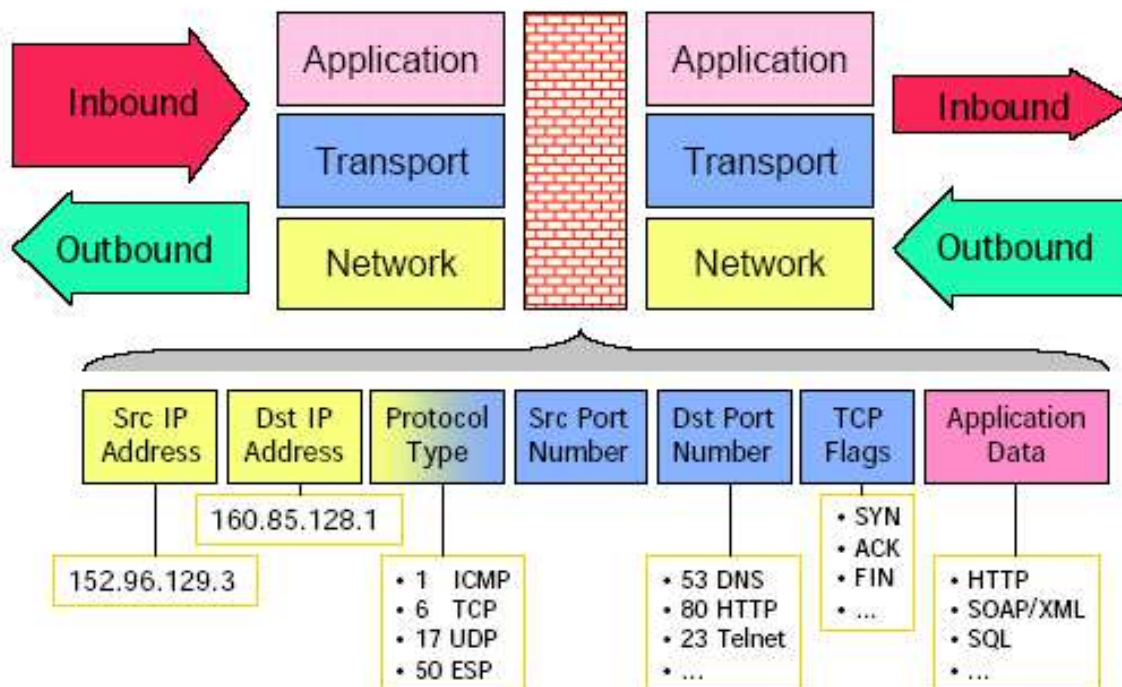 Inbound
Application
Application
Inbound
Transport
Transport
Outbound
Network
Network
Outbound
Src IP
Address
Dst IP
Address
Protocol
Type
Src Port
Number
Dst Port
Number
TCP
Flags
Application
Data
160.85.128.1
152.96.129.3
• 1 ICMP
• 6 TCP
• 17 UDP
• 50 ESP
• 53 DNS
• 80 HTTP
• 23 Telnet
• ...
• SYN
• ACK
• FIN
• ...
• HTTP
• SOAP/XML
• SQL
• ...